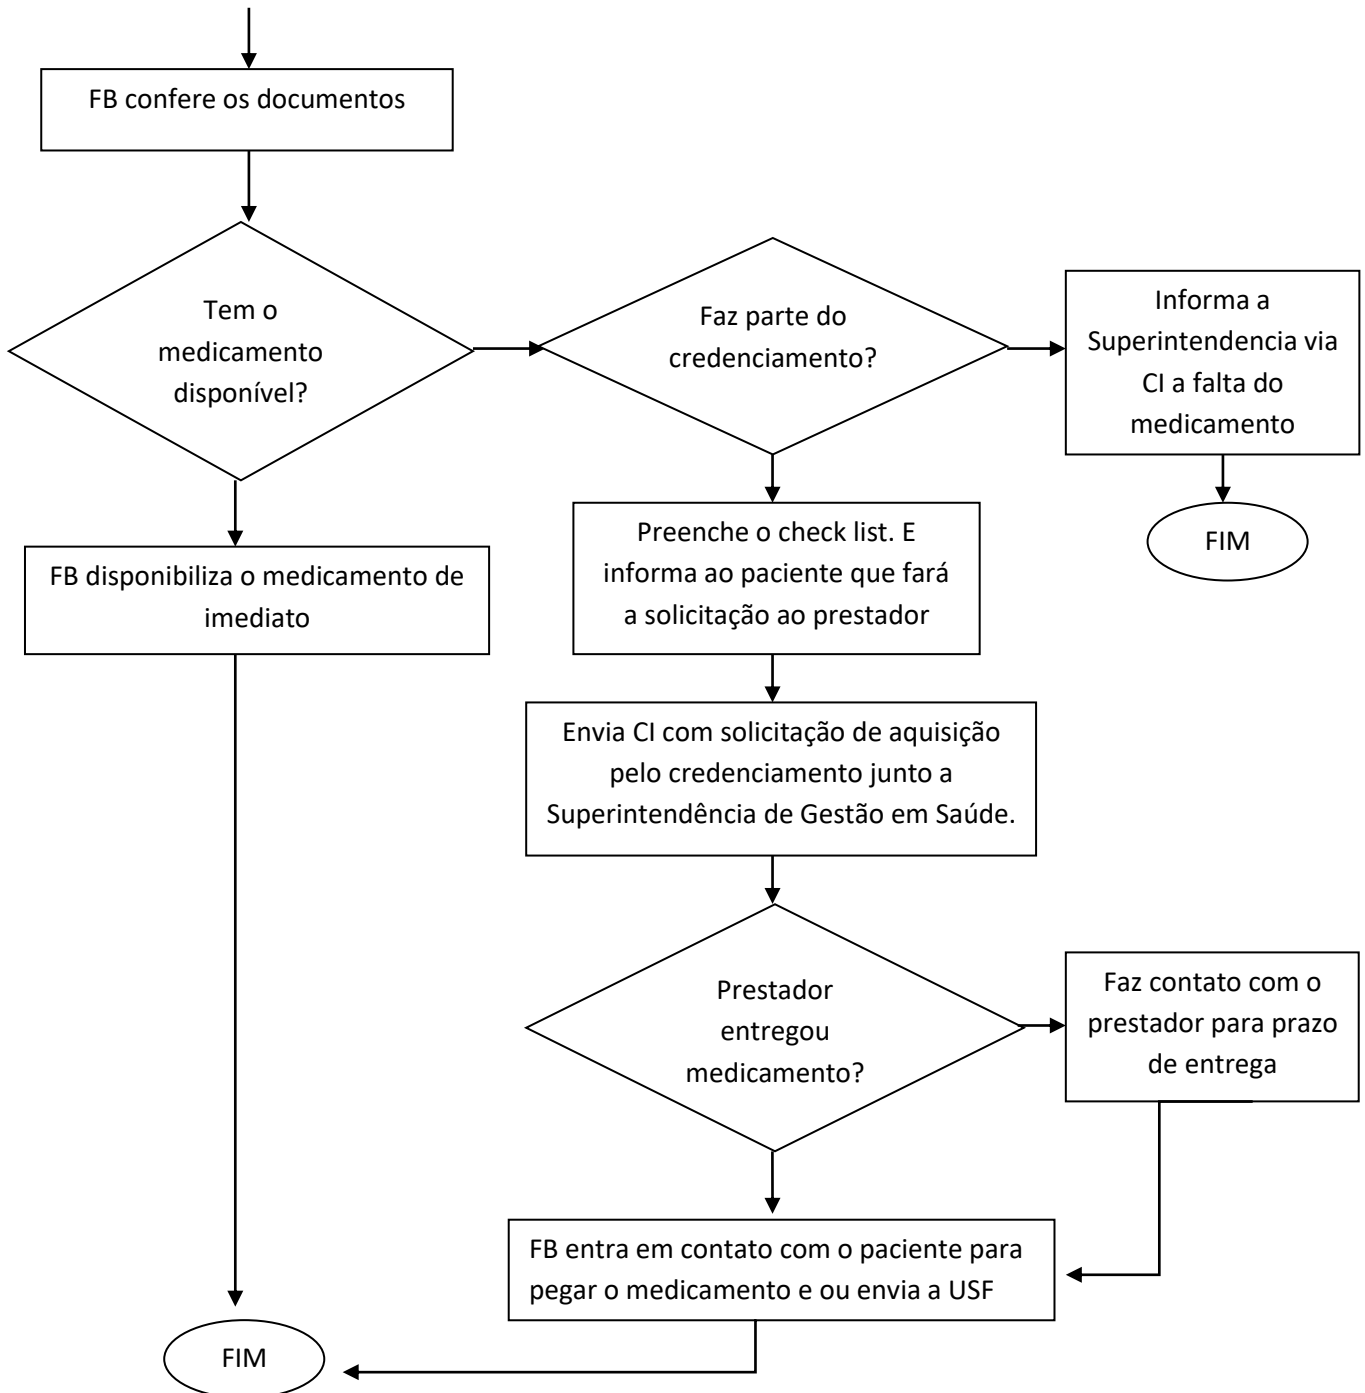 FB confere os documentos
Tem o
medicamento
disponível?
Faz parte do
credenciamento?
Informa a
Superintendencia via
CI a falta do
medicamento
FIM
FB disponibiliza o medicamento de
imediato
Preenche o check list. E
informa ao paciente que fará
a solicitação ao prestador
Envia CI com solicitação de aquisição
pelo credenciamento junto a
Superintendência de Gestão em Saúde.
Prestador
entregou
medicamento?
Faz contato com o
prestador para prazo
de entrega
FB entra em contato com o paciente para
pegar o medicamento e ou envia a USF
FIM